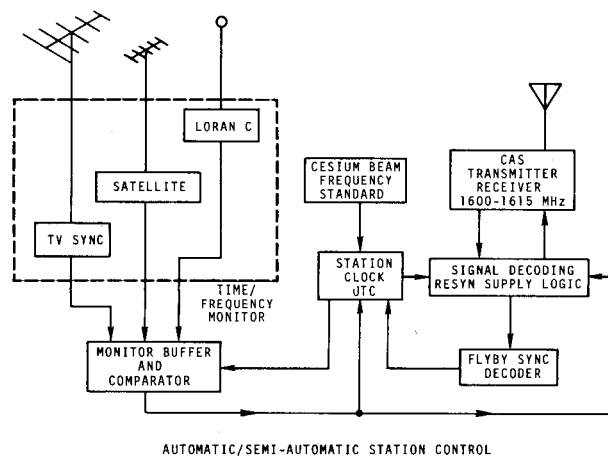 LORAN C
SATELLITE
TV SYNC
TIME/
FREQUENCY
MONITOR
MONITOR BUFFER
AND
COMPARATOR
CESIUM BEAM
FREQUENCY
STANDARD
STATION
CLOCK
UTC
CAS
TRANSMITTER
RECEIVER
1600-1615 MHz
SIGNAL DECODING
RESYN SUPPLY LOGIC
FLYBY SYNC
DECODER
AUTOMATIC/SEMI-AUTOMATIC STATION CONTROL